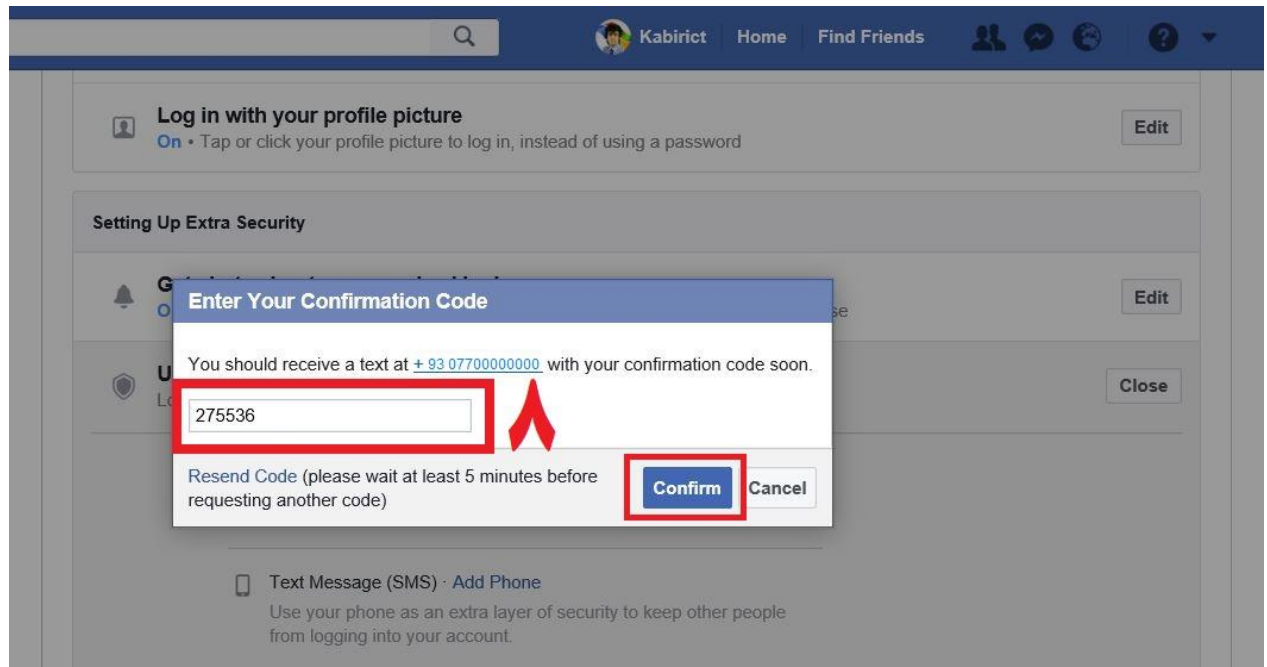 Kabirict Home Find Friends
Log in with your profile picture
On • Tap or click your profile picture to log in, instead of using a password
Edit
Setting Up Extra Security
Edit
Enter Your Confirmation Code
You should receive a text at + 93 07700000000 with your confirmation code soon.
275536
۸
Close
Resend Code (please wait at least 5 minutes before
requesting another code)
Confirm Cancel
Text Message (SMS) · Add Phone
Use your phone as an extra layer of security to keep other people
from logging into your account.